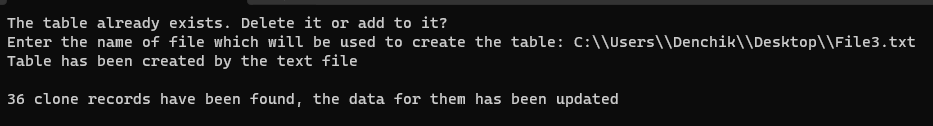 The table already exists. Delete it or add to it?
Enter the name of file which will be used to create the table: C:\\Users\\Denchik\\Desktop\\File3.txt
Table has been created by the text file
36 clone records have been found, the data for them has been updated